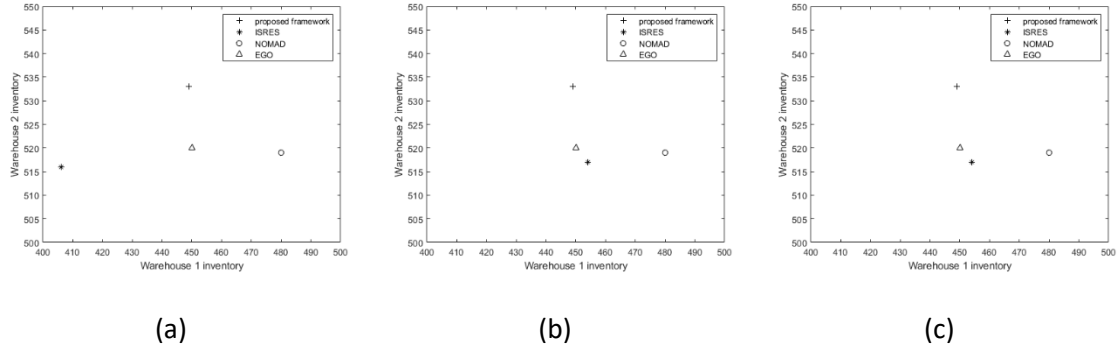 550
545
540
535
530
525
520
515
510
505
500
Warehouse 2 inventory
400 410 420 430 440 450 460 470 480 490 500
Warehouse 1 inventory
proposed framework
ISRES
NOMAD
EGO
(a)
550
545
540
535
530
525
520
515
510
505
500
Warehouse 2 inventory
400 410 420 430 440 450 460 470 480 490 500
Warehouse 1 inventory
proposed framework
ISRES
NOMAD
EGO
(b)
550
545
540
535
530
525
520
515
510
505
500
Warehouse 2 inventory
400 410 420 430 440 450 460 470 480 490 500
Warehouse 1 inventory
proposed framework
ISRES
NOMAD
EGO
(c)